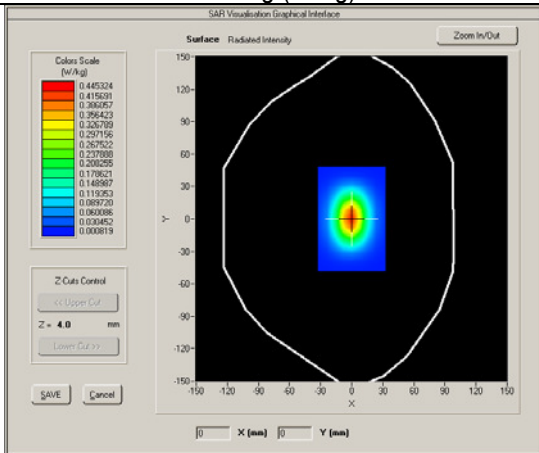 SAR Visualisation Graphical Interface
Surface Radiated Intensity
Zoom In/Out
Colors Scale
(W/kg)
0.445324
0.415691
0.386057
0.356423
0.326789
0.297156
0.267522
0.237888
0.208255
0.178621
0.148987
0.119353
0.089720
0.060086
0.030452
0.000819
150
120
90
60
30
0
-30
-60
-90
-120
-150
Y
-150 -120 -90 -60 -30 0 30 60 90 120 150
X
Z Cuts Control
<< Upper Cut
Z = 4.0 mm
Lower Cut >>
SAVE Cancel
0 X (mm) 0 Y (mm)